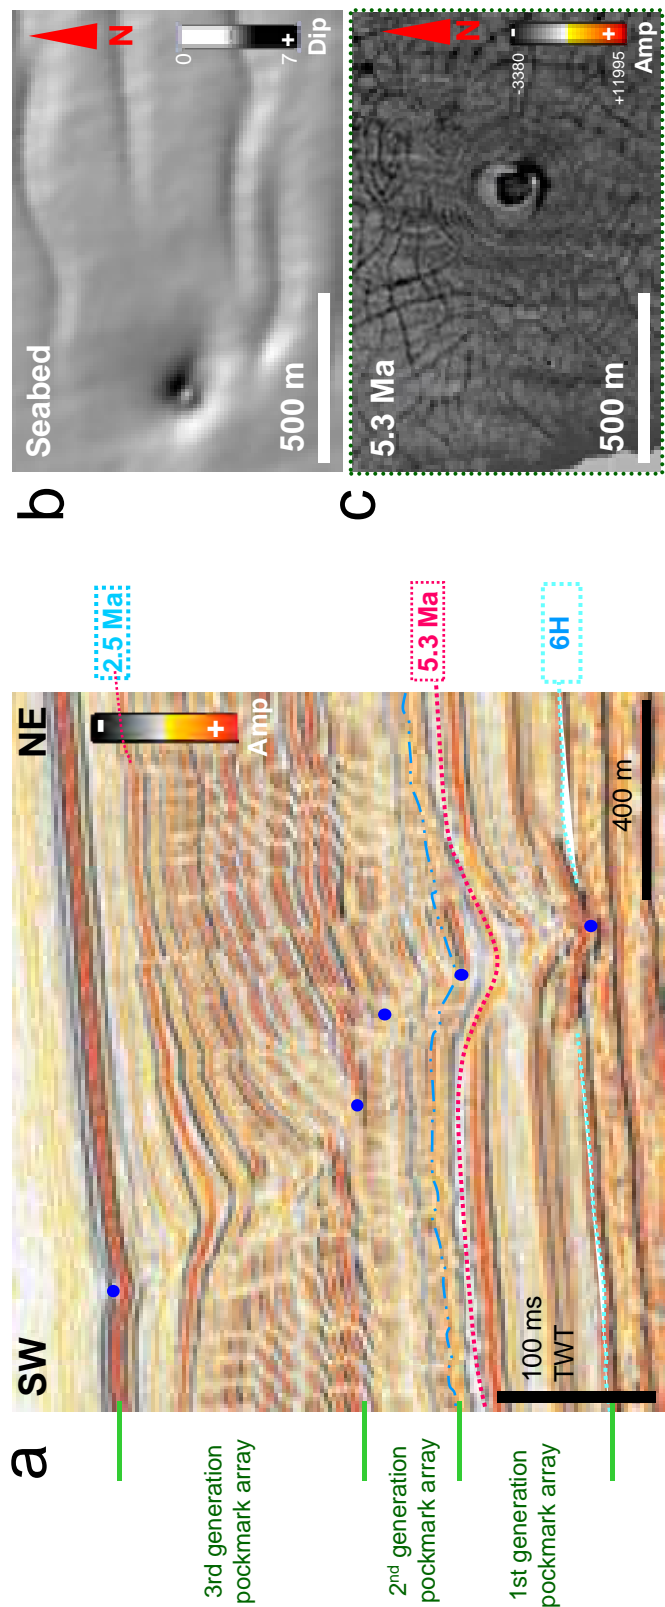 a
SW
NE
-
+
Amp
2.5 Ma
5.3 Ma
6H
3rd generation
pockmark array
2nd generation
pockmark array
1st generation
pockmark array
100 ms
TWT
400 m
b
Seabed
N
0
7
+
Dip
500 m
c
5.3 Ma
N
-
+
-3380
+11995
Amp
500 m